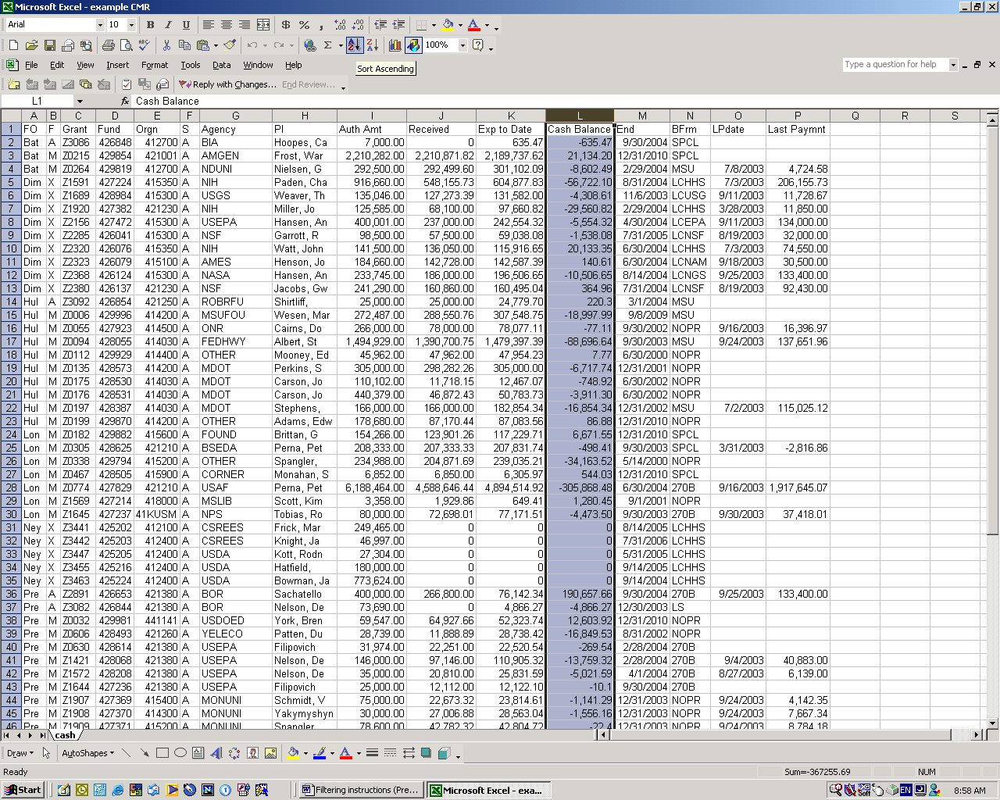 Microsoft Excel - example CMR
Arial 10 B I U $ % ,
Σ 100%
File Edit View Insert Format Tools Data Window Help Type a question for help
Sort Ascending
Reply with Changes... End Review...
L1 fx Cash Balance
A B C D E F G H I J K L M N O P Q R S
1 FO F Grant Fund Orgn S Agency PI Auth Amt Received Exp to Date Cash Balance End BFrm LPdate Last Paymnt
2 Bat A Z3086 426848 412700 A BIA Hoopes, Ca 7,000.00 0 635.47 -635.47 9/30/2004 SPCL
3 Bat M Z0215 429854 421001 A AMGEN Frost, War 2,210,282.00 2,210,871.82 2,189,737.62 21,134.20 12/31/2010 SPCL
4 Bat M Z0264 429819 412700 A NDUNI Nielsen, G 292,500.00 292,499.60 301,102.09 -8,602.49 2/29/2004 MSU 7/8/2003 4,724.58
5 Dim X Z1591 427224 415350 A NIH Paden, Cha 916,660.00 548,155.73 604,877.83 -56,722.10 8/31/2004 LCHHS 7/3/2003 206,155.73
6 Dim X Z1689 428984 415300 A USGS Weaver, Th 135,046.00 127,273.39 131,582.00 -4,308.61 11/6/2003 LCUSG 9/11/2003 11,728.67
7 Dim X Z1920 427382 421230 A NIH Miller, Jo 125,585.00 68,100.00 97,660.82 -29,560.82 2/29/2004 LCHHS 3/28/2003 11,850.00
8 Dim X Z2156 427472 415300 A USEPA Hansen, An 400,001.00 237,000.00 242,554.32 -5,554.32 4/30/2004 LCEPA 9/11/2003 134,000.00
9 Dim X Z2285 426041 415300 A NSF Garrott, R 98,500.00 57,500.00 59,038.08 -1,538.08 7/31/2005 LCNSF 8/19/2003 32,000.00
10 Dim X Z2320 426076 415350 A NIH Watt, John 141,500.00 136,050.00 115,916.65 20,133.35 6/30/2004 LCHHS 7/3/2003 74,550.00
11 Dim X Z2323 426079 415100 A AMES Henson, Jo 184,660.00 142,728.00 142,587.39 140.61 6/30/2004 LCNAM 9/18/2003 30,500.00
12 Dim X Z2368 426124 415300 A NASA Hansen, An 233,745.00 186,000.00 196,506.65 -10,506.65 8/14/2004 LCNGS 9/25/2003 133,400.00
13 Dim X Z2380 426137 421230 A NSF Jacobs, Gw 241,290.00 160,860.00 160,495.04 364.96 7/31/2004 LCNSF 8/19/2003 92,430.00
14 Hul A Z3092 426854 421250 A ROBRFU Shirtliff, 25,000.00 25,000.00 24,779.70 220.3 3/1/2004 MSU
15 Hul M Z0006 429996 414200 A MSUFOU Wesen, Mar 272,487.00 288,550.76 307,548.75 -18,997.99 9/8/2009 MSU
16 Hul M Z0055 427923 414500 A ONR Cairns, Do 266,000.00 78,000.00 78,077.11 -77.11 9/30/2002 NOPR 9/16/2003 16,396.97
17 Hul M Z0094 428055 414030 A FEDHWY Albert, St 1,494,929.00 1,390,700.75 1,479,397.39 -88,696.64 9/30/2003 MSU 9/24/2003 137,651.96
18 Hul M Z0112 429929 414400 A OTHER Mooney, Ed 45,962.00 47,962.00 47,954.23 7.77 6/30/2000 NOPR
19 Hul M Z0135 428573 414200 A MDOT Perkins, S 305,000.00 298,282.26 305,000.00 -6,717.74 12/31/2001 NOPR
20 Hul M Z0175 428530 414030 A MDOT Carson, Jo 110,102.00 11,718.15 12,467.07 -748.92 6/30/2002 NOPR
21 Hul M Z0176 428531 414030 A MDOT Carson, Jo 440,379.00 46,872.43 50,783.73 -3,911.30 6/30/2002 NOPR
22 Hul M Z0197 428387 414030 A MDOT Stephens, 166,000.00 166,000.00 182,854.34 -16,854.34 12/31/2002 MSU 7/2/2003 115,025.12
23 Hul M Z0199 429870 414200 A OTHER Adams, Edw 178,680.00 87,170.44 87,083.56 86.88 12/31/2010 NOPR
24 Lon M Z0182 429882 415600 A FOUND Brittan, G 154,266.00 123,901.26 117,229.71 6,671.55 12/31/2010 SPCL
25 Lon M Z0305 428625 421210 A BSEDA Perna, Pet 208,333.00 207,333.33 207,831.74 -498.41 9/30/2003 SPCL 3/31/2003 -2,816.86
26 Lon M Z0338 429794 415200 A OTHER Spangler, 234,988.00 204,871.69 239,035.21 -34,163.52 5/14/2000 NOPR
27 Lon M Z0467 428505 415900 A CORNER Monahan, S 6,852.00 6,850.00 6,305.97 544.03 12/31/2010 SPCL
28 Lon M Z0774 427829 421210 A USAF Perna, Pet 6,188,464.00 4,588,646.44 4,894,514.92 -305,868.48 6/30/2004 270B 9/16/2003 1,917,645.07
29 Lon M Z1569 427214 418000 A MSLIB Scott, Kim 3,358.00 1,929.86 649.41 1,280.45 9/1/2001 NOPR
30 Lon M Z1645 427237 41KUSM A NPS Tobias, Ro 80,000.00 72,698.01 77,171.51 -4,473.50 9/30/2003 270B 9/30/2003 37,418.01
31 Ney X Z3441 425202 412100 A CSREES Frick, Mar 249,465.00 0 0 0 8/14/2005 LCHHS
32 Ney X Z3442 425203 412400 A CSREES Knight, Ja 46,997.00 0 0 0 7/31/2006 LCHHS
33 Ney X Z3447 425205 412400 A USDA Kott, Rodn 27,304.00 0 0 0 5/31/2005 LCHHS
34 Ney X Z3455 425216 412400 A USDA Hatfield, 180,000.00 0 0 0 9/14/2005 LCHHS
35 Ney X Z3463 425224 412400 A USDA Bowman, Ja 773,624.00 0 0 0 9/14/2004 LCHHS
36 Pre A Z2891 426653 421380 A BOR Sachatello 400,000.00 266,800.00 76,142.34 190,657.66 9/30/2004 270B 9/25/2003 133,400.00
37 Pre A Z3082 426844 421380 A BOR Nelson, De 73,690.00 0 4,866.27 -4,866.27 12/30/2003 LS
38 Pre M Z0032 429981 441141 A USDOED York, Bren 59,547.00 64,927.66 52,323.74 12,603.92 12/31/2010 NOPR
39 Pre M Z0606 428493 421260 A YELECO Patten, Du 28,739.00 11,888.89 28,738.42 -16,849.53 8/31/2002 NOPR
40 Pre M Z0630 428614 421380 A USEPA Filipovich 31,974.00 22,251.00 22,520.54 -269.54 2/28/2004 270B
41 Pre M Z1421 428068 421380 A USEPA Nelson, De 146,000.00 97,146.00 110,905.32 -13,759.32 2/28/2004 270B 9/4/2003 40,883.00
42 Pre M Z1572 428208 421380 A USEPA Nelson, De 35,000.00 20,810.00 25,831.59 -5,021.59 4/1/2004 270B 8/27/2003 6,139.00
43 Pre M Z1644 427236 421380 A USEPA Filipovich 25,000.00 12,112.00 12,122.10 -10.1 9/30/2004 270B
44 Pre M Z1907 427369 415400 A MONUNI Schmidt, V 75,000.00 22,673.32 23,814.61 -1,141.29 12/31/2003 NOPR 9/24/2003 4,142.35
45 Pre M Z1908 427370 414300 A MONUNI Yakymyshyn 30,000.00 27,006.88 28,563.04 -1,556.16 12/31/2003 NOPR 9/24/2003 7,667.34
46 Pre M Z1909 427371 415200 A MONUNI Spangler 78,600.00 42,782.32 42,804.72 -22.4 12/31/2003 NOPR 9/24/2003 8,784.18
cash
Draw AutoShapes
Ready Sum=-367255.69 NUM
Start Filtering instructions (Pre... Microsoft Excel - exa... EN 8:58 AM